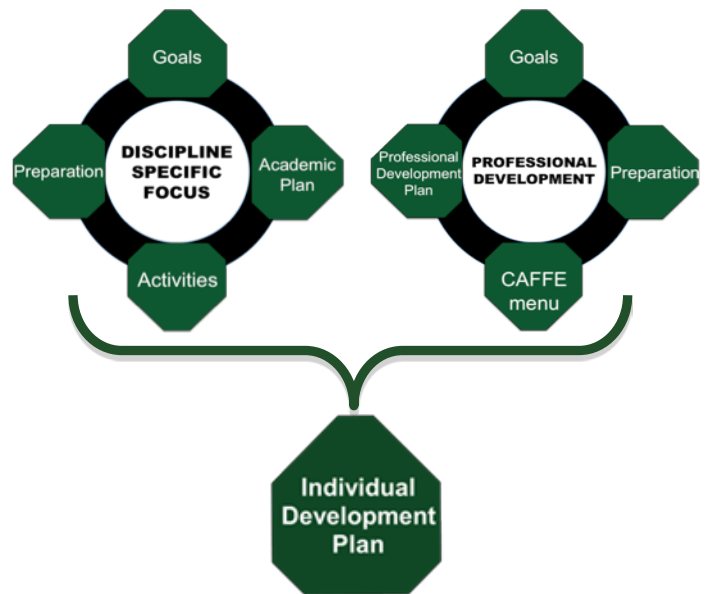 Goals
Preparation
DISCIPLINE
SPECIFIC
FOCUS
Academic
Plan
Activities
Goals
Professional
Development
Plan
PROFESSIONAL
DEVELOPMENT
Preparation
CAFFE
menu
Individual
Development
Plan